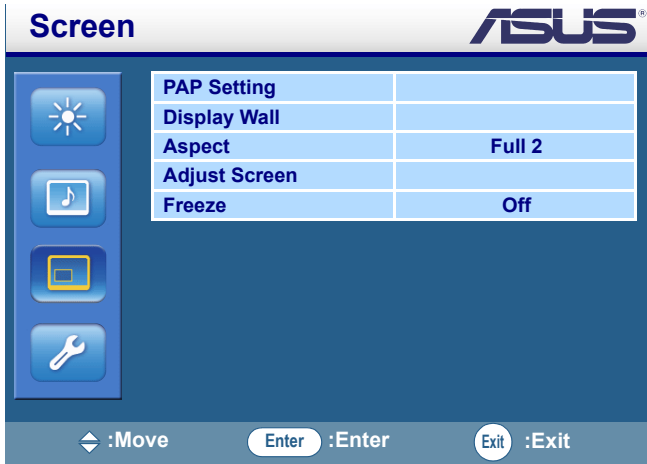 Screen
ASUS®
PAP Setting
Display Wall
Aspect Full 2
Adjust Screen
Freeze Off
:Move Enter :Enter Exit :Exit